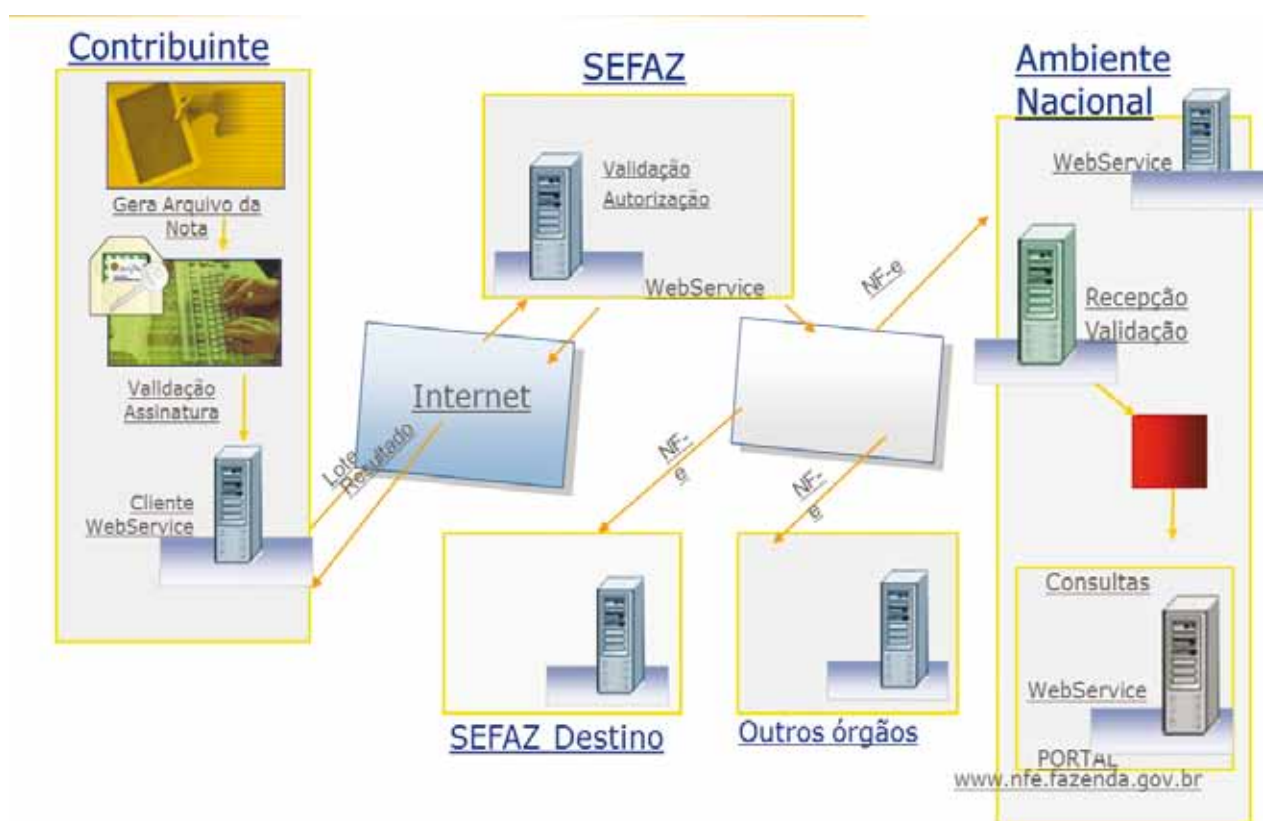 Contribuinte
Gera Arquivo da
Nota
Validação
Assinatura
Cliente
WebService
Lote
Resultado
Internet
SEFAZ
Validação
Autorização
WebService
NF-e
NF-
e
NF-
e
SEFAZ Destino
Outros órgãos
Ambiente
Nacional
WebService
Recepção
Validação
Consultas
WebService
PORTAL
www.nfe.fazenda.gov.br